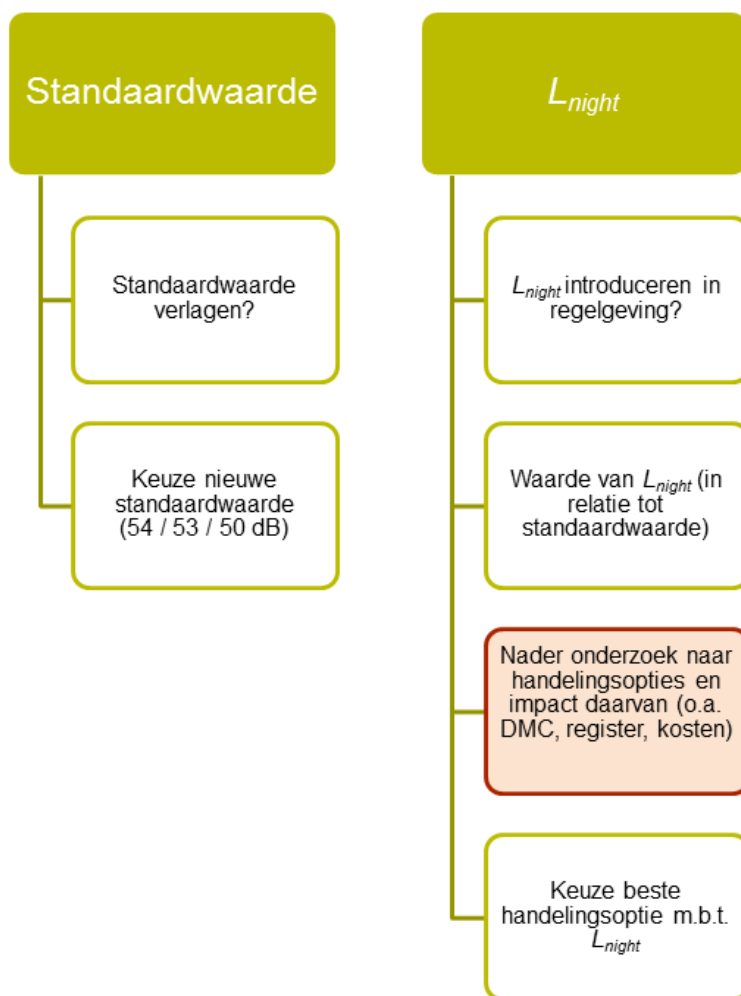 Standaardwaarde
Standaardwaarde
verlagen?
Keuze nieuwe
standaardwaarde
(54 / 53 / 50 dB)
Lnight
Lnight introduceren in
regelgeving?
Waarde van Lnight (in
relatie tot
standaardwaarde)
Nader onderzoek naar
handelingsopties en
impact daarvan (o.a.
DMC, register, kosten)
Keuze beste
handelingsoptie m.b.t.
Lnight